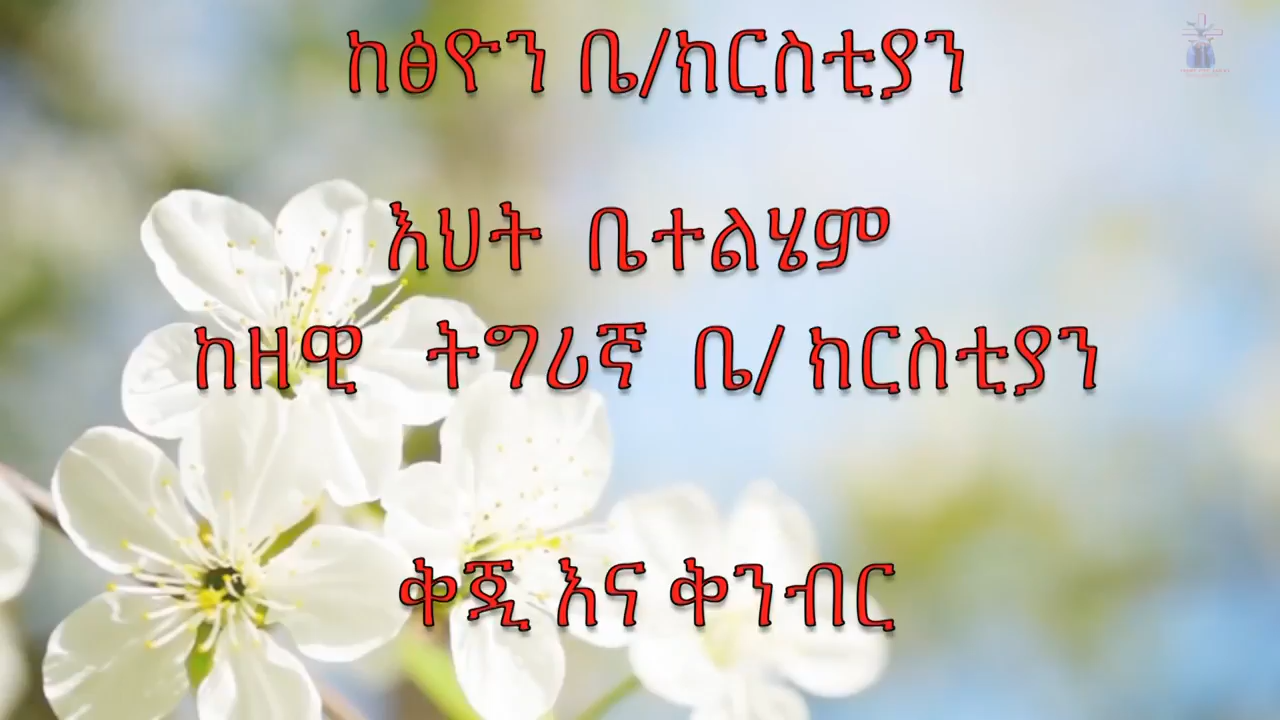 ከፅዮን ቤ/ክርስቲያን
እህት ቤተልሄም
ከዘዊ ትግሪኛ ቤ/ ክርስቲያን
ቅጂ እና ቅንብር